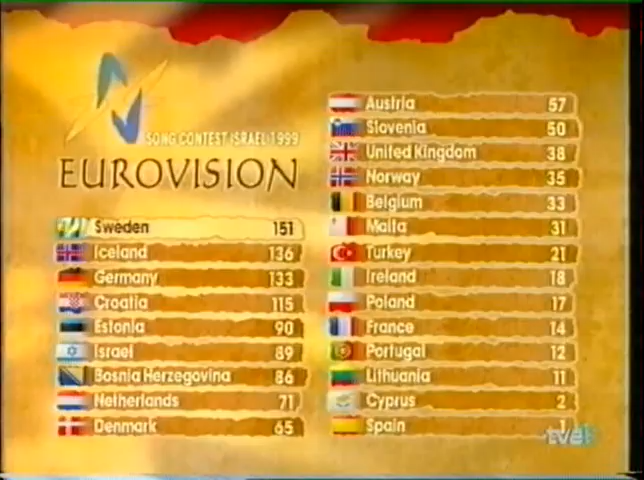 SONG CONTEST ISRAEL 1999
EUROVISION
Sweden 151
Iceland 136
Germany 133
Croatia 115
Estonia 90
Israel 89
Bosnia Herzegovina 86
Netherlands 71
Denmark 65
Austria 57
Slovenia 50
United Kingdom 38
Norway 35
Belgium 33
Malta 31
Turkey 21
Ireland 18
Poland 17
France 14
Portugal 12
Lithuania 11
Cyprus 2
Spain 1
tve